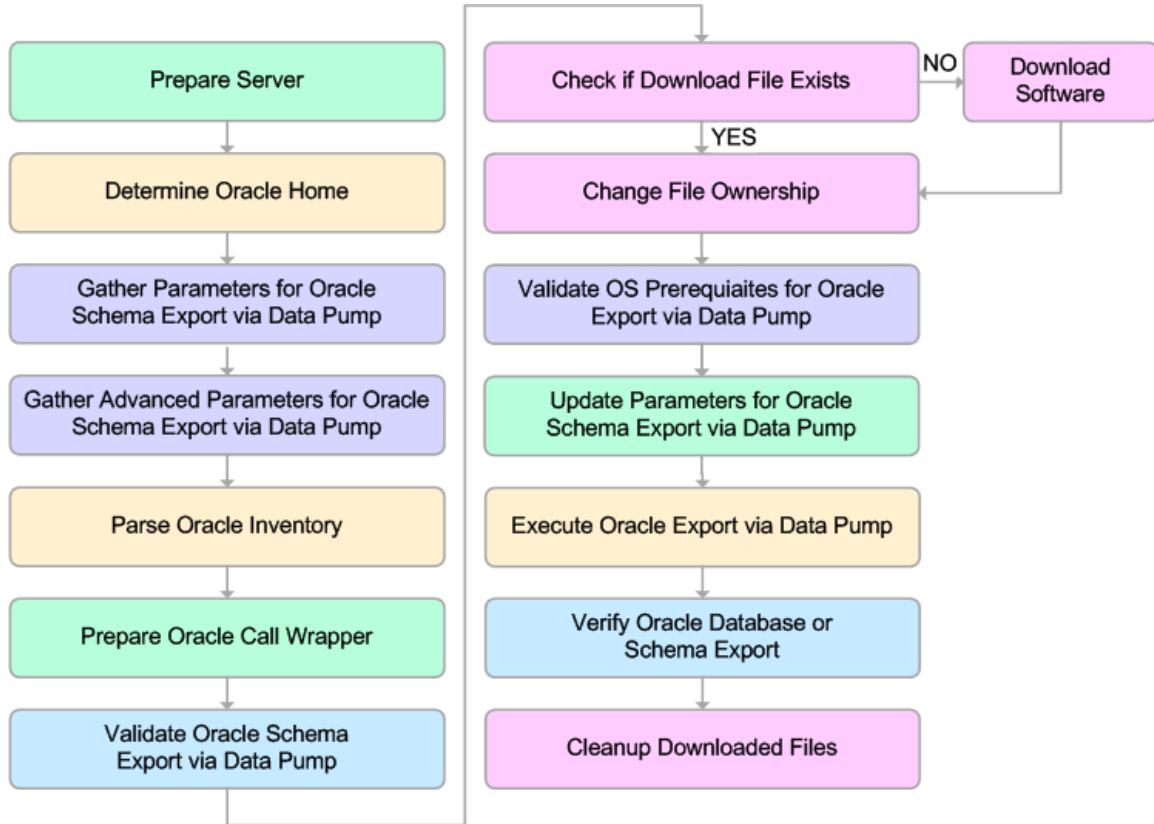 Prepare Server
Determine Oracle Home
Gather Parameters for Oracle
Schema Export via Data Pump
Gather Advanced Parameters for Oracle
Schema Export via Data Pump
Parse Oracle Inventory
Prepare Oracle Call Wrapper
Validate Oracle Schema
Export via Data Pump
Check if Download File Exists
NO
Download
Software
YES
Change File Ownership
Validate OS Prerequiaites for Oracle
Export via Data Pump
Update Parameters for Oracle
Schema Export via Data Pump
Execute Oracle Export via Data Pump
Verify Oracle Database or
Schema Export
Cleanup Downloaded Files